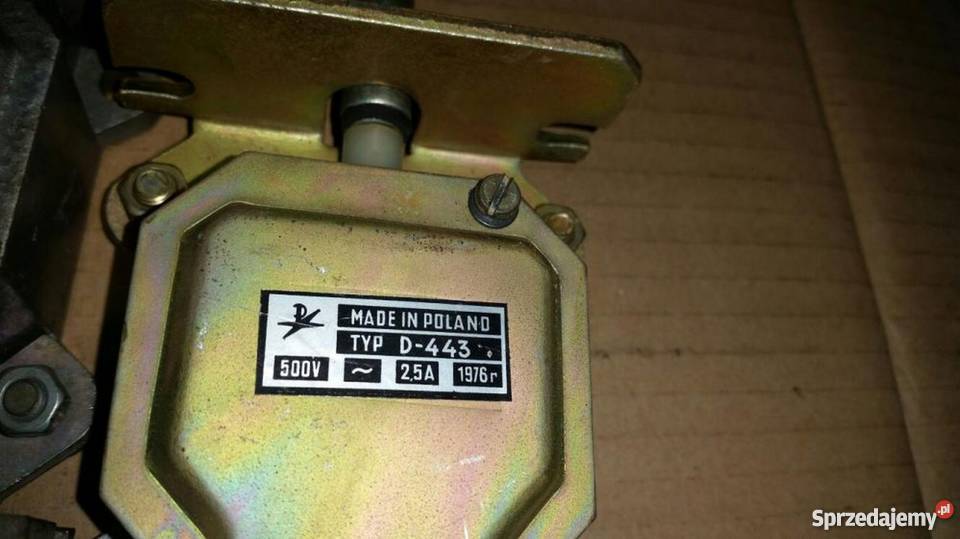 MADE IN POLAND
TYP D-443
500V ~ 2,5A 1976r
Sprzedajemy.pl